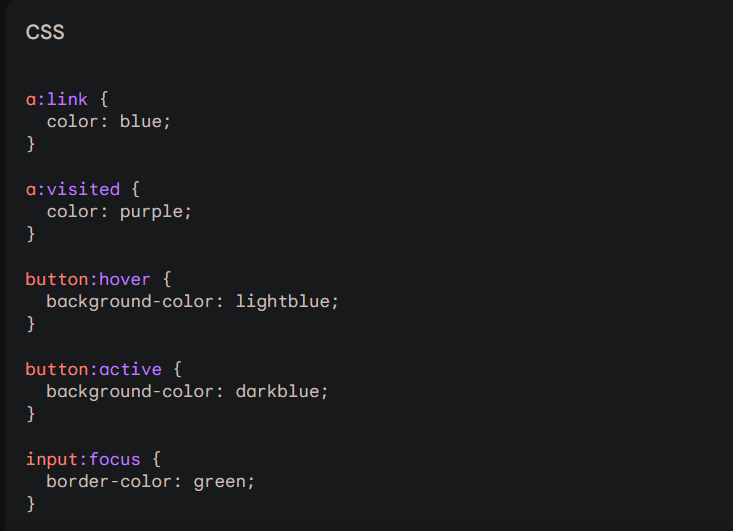 CSS
a:link {
  color: blue;
}
a:visited {
  color: purple;
}
button:hover {
  background-color: lightblue;
}
button:active {
  background-color: darkblue;
}
input:focus {
  border-color: green;
}